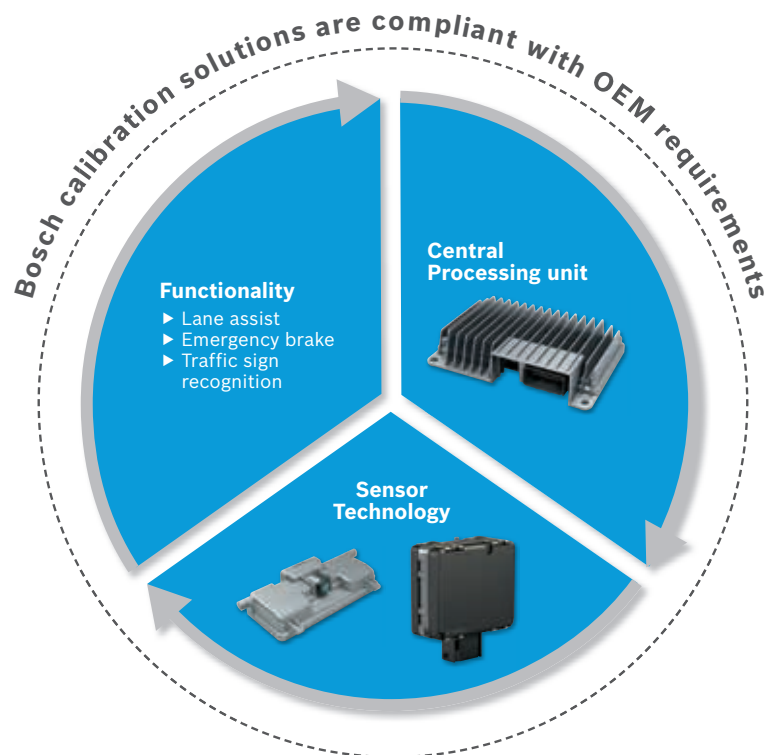 Bosch calibration solutions are compliant with OEM requirements
Central
Processing unit
Functionality
▶ Lane assist
▶ Emergency brake
▶ Traffic sign
recognition
Sensor
Technology